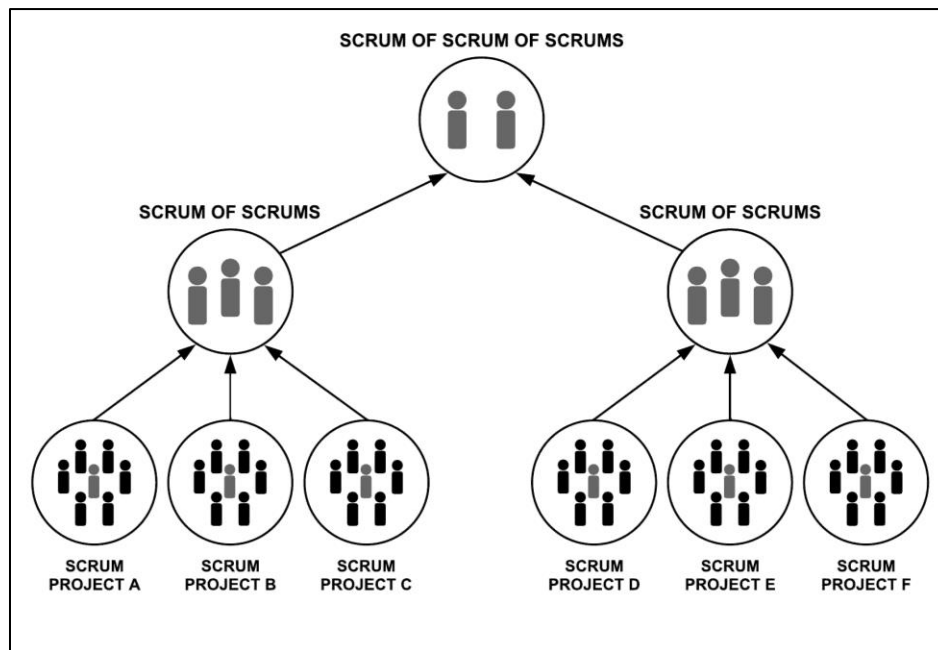 SCRUM OF SCRUM OF SCRUMS
SCRUM OF SCRUMS
SCRUM OF SCRUMS
SCRUM
PROJECT A
SCRUM
PROJECT B
SCRUM
PROJECT C
SCRUM
PROJECT D
SCRUM
PROJECT E
SCRUM
PROJECT F